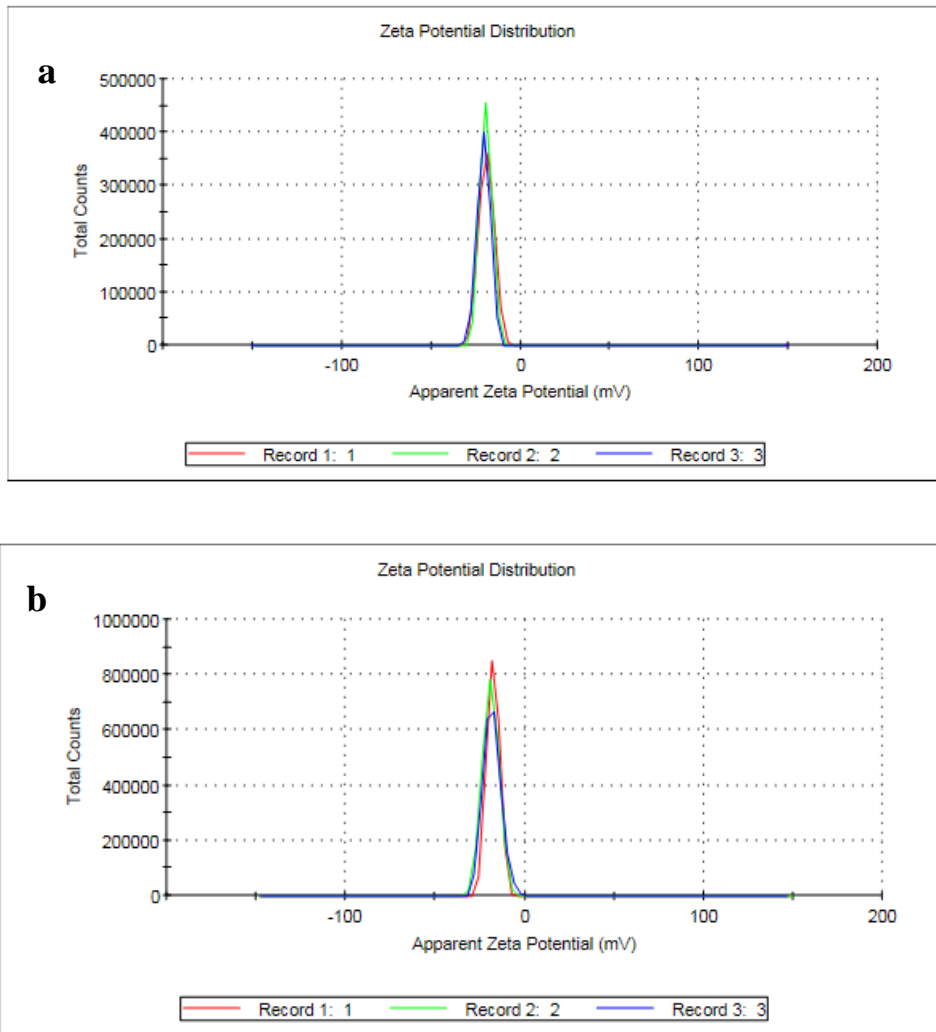 Zeta Potential Distribution
a
500000
400000
300000
200000
100000
0
Total Counts
-100 0 100 200
Apparent Zeta Potential (mV)
Record 1: 1 Record 2: 2 Record 3: 3
Zeta Potential Distribution
b
1000000
800000
600000
400000
200000
0
Total Counts
-100 0 100 200
Apparent Zeta Potential (mV)
Record 1: 1 Record 2: 2 Record 3: 3